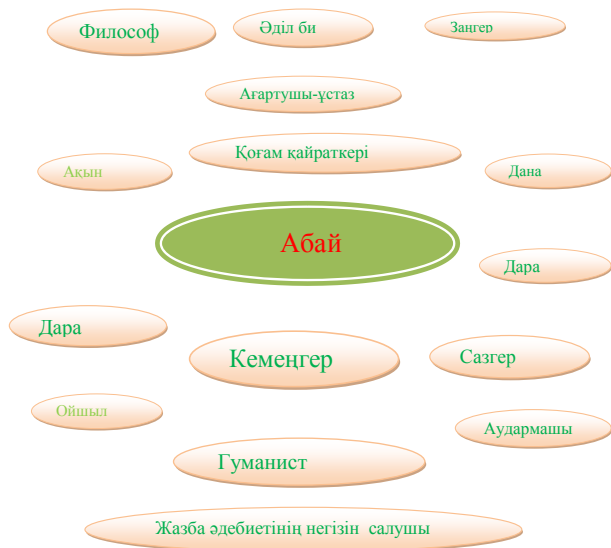 Философ
Әділ би
Заңгер
Ағартушы-ұстаз
Қоғам қайраткері
Ақын
Дана
Абай
Дара
Дара
Кемеңгер
Сазгер
Ойшыл
Аудармашы
Гуманист
Жазба әдебиетінің негізін салушы